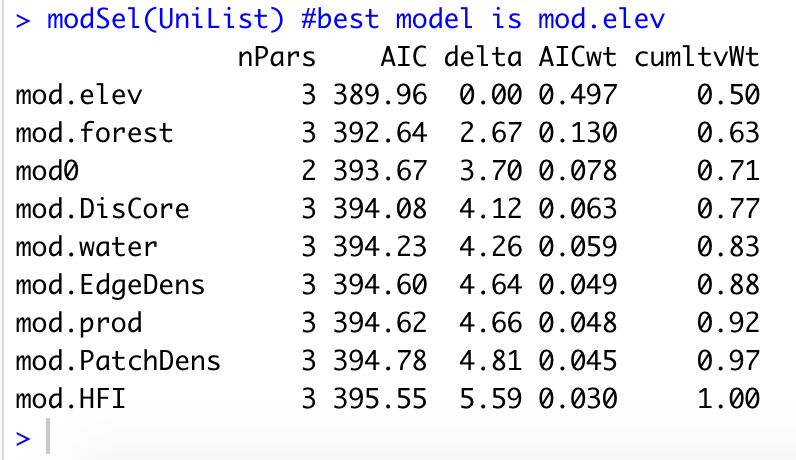 > modSel(UniList) #best model is mod.elev
nPars AIC delta AICwt cumltvWt
mod.elev 3 389.96 0.00 0.497 0.50
mod.forest 3 392.64 2.67 0.130 0.63
mod0 2 393.67 3.70 0.078 0.71
mod.DisCore 3 394.08 4.12 0.063 0.77
mod.water 3 394.23 4.26 0.059 0.83
mod.EdgeDens 3 394.60 4.64 0.049 0.88
mod.prod 3 394.62 4.66 0.048 0.92
mod.PatchDens 3 394.78 4.81 0.045 0.97
mod.HFI 3 395.55 5.59 0.030 1.00
>